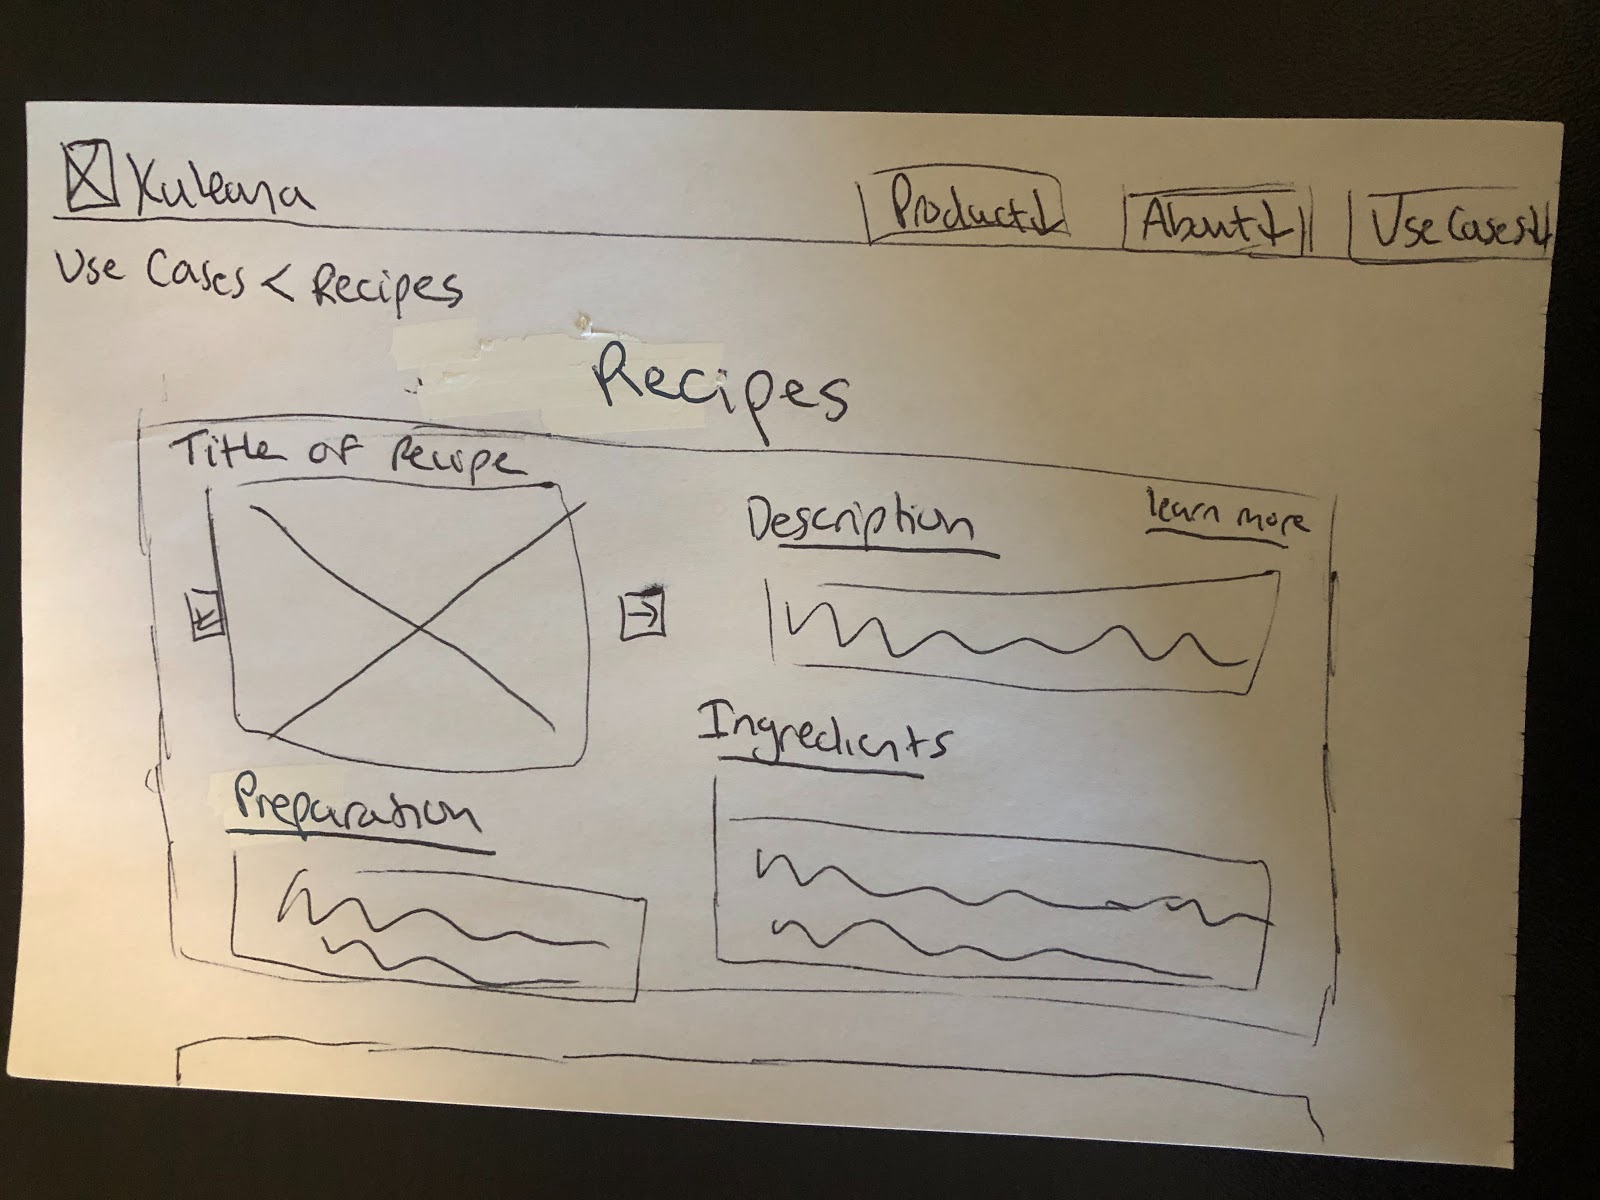 Kuleana
Product↓ About↓ Use Cases↓
Use Cases < Recipes
Recipes
Title of Recipe
Description learn more
Ingredients
Preparation